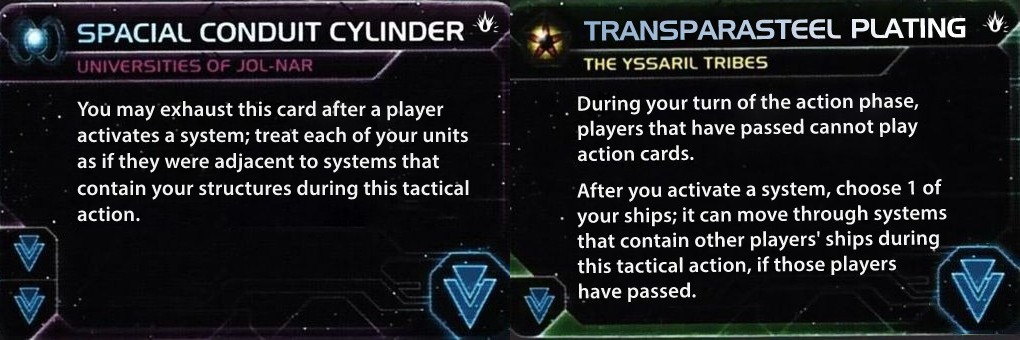 SPACIAL CONDUIT CYLINDER
UNIVERSITIES OF JOL-NAR
You may exhaust this card after a player
activates a system; treat each of your units
as if they were adjacent to systems that
contain your structures during this tactical
action.
TRANSPARASTEEL PLATING
THE YSSARIL TRIBES
During your turn of the action phase,
players that have passed cannot play
action cards.
After you activate a system, choose 1 of
your ships; it can move through systems
that contain other players' ships during
this tactical action, if those players
have passed.